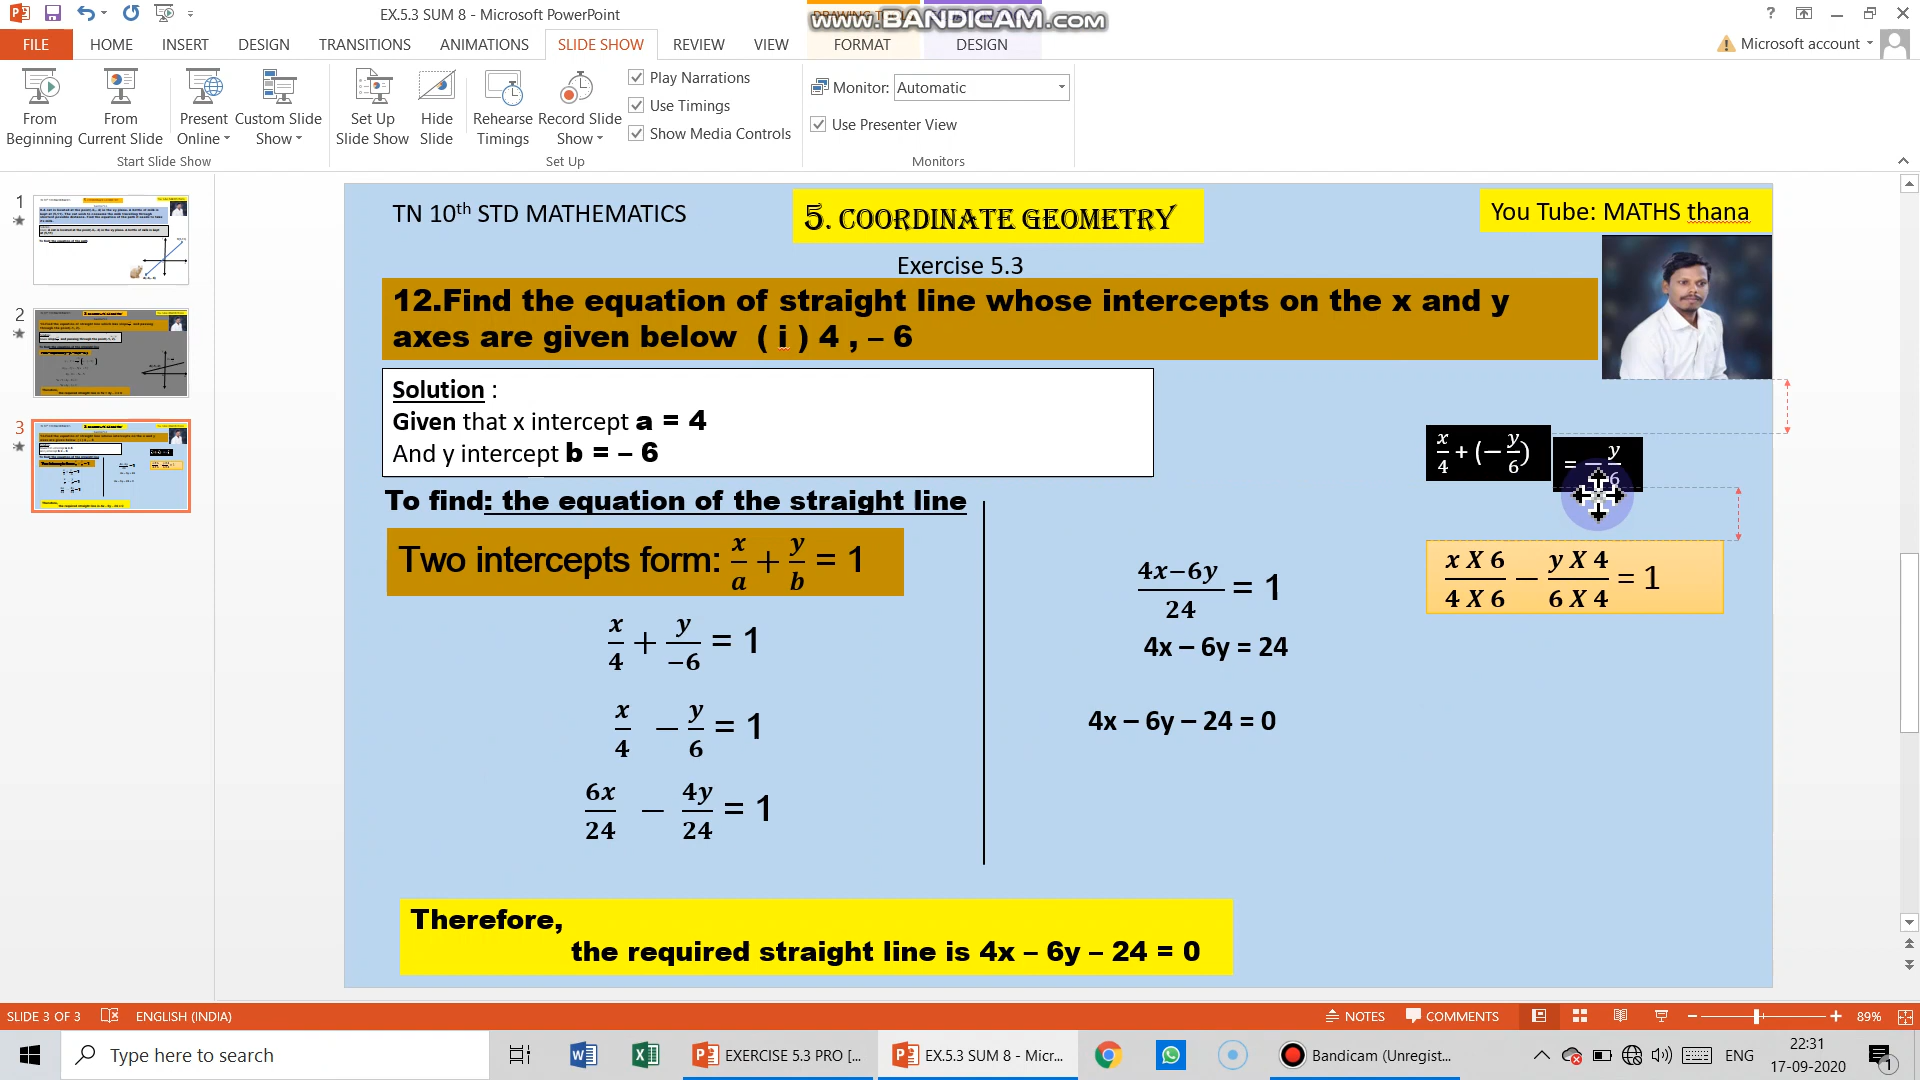 EX.5.3 SUM 8 - Microsoft PowerPoint
www.BANDICAM.com
FILE HOME INSERT DESIGN TRANSITIONS ANIMATIONS SLIDE SHOW REVIEW VIEW FORMAT DESIGN
Microsoft account
From Beginning
From Current Slide
Present Online
Custom Slide Show
Set Up Slide Show
Hide Slide
Rehearse Timings
Record Slide Show
Play Narrations
Use Timings
Show Media Controls
Monitor: Automatic
Use Presenter View
Start Slide Show
Set Up
Monitors
1
2
3
TN 10th STD MATHEMATICS
5. COORDINATE GEOMETRY
You Tube: MATHS thana
Exercise 5.3
12.Find the equation of straight line whose intercepts on the x and y
axes are given below ( i ) 4 , – 6
Solution :
Given that x intercept a = 4
And y intercept b = – 6
To find: the equation of the straight line
Two intercepts form: x/a + y/b = 1
x/4 + y/−6 = 1
x/4 − y/6 = 1
6x/24 − 4y/24 = 1
4x−6y/24 = 1
4x – 6y = 24
4x – 6y – 24 = 0
x/4 + (− y/6)
= − y/6
x X 6/4 X 6 − y X 4/6 X 4 = 1
Therefore,
the required straight line is 4x – 6y – 24 = 0
SLIDE 3 OF 3 ENGLISH (INDIA) NOTES COMMENTS 89%
Type here to search
EXERCISE 5.3 PRO [...
EX.5.3 SUM 8 - Micr...
Bandicam (Unregist...
ENG
22:31
17-09-2020
1